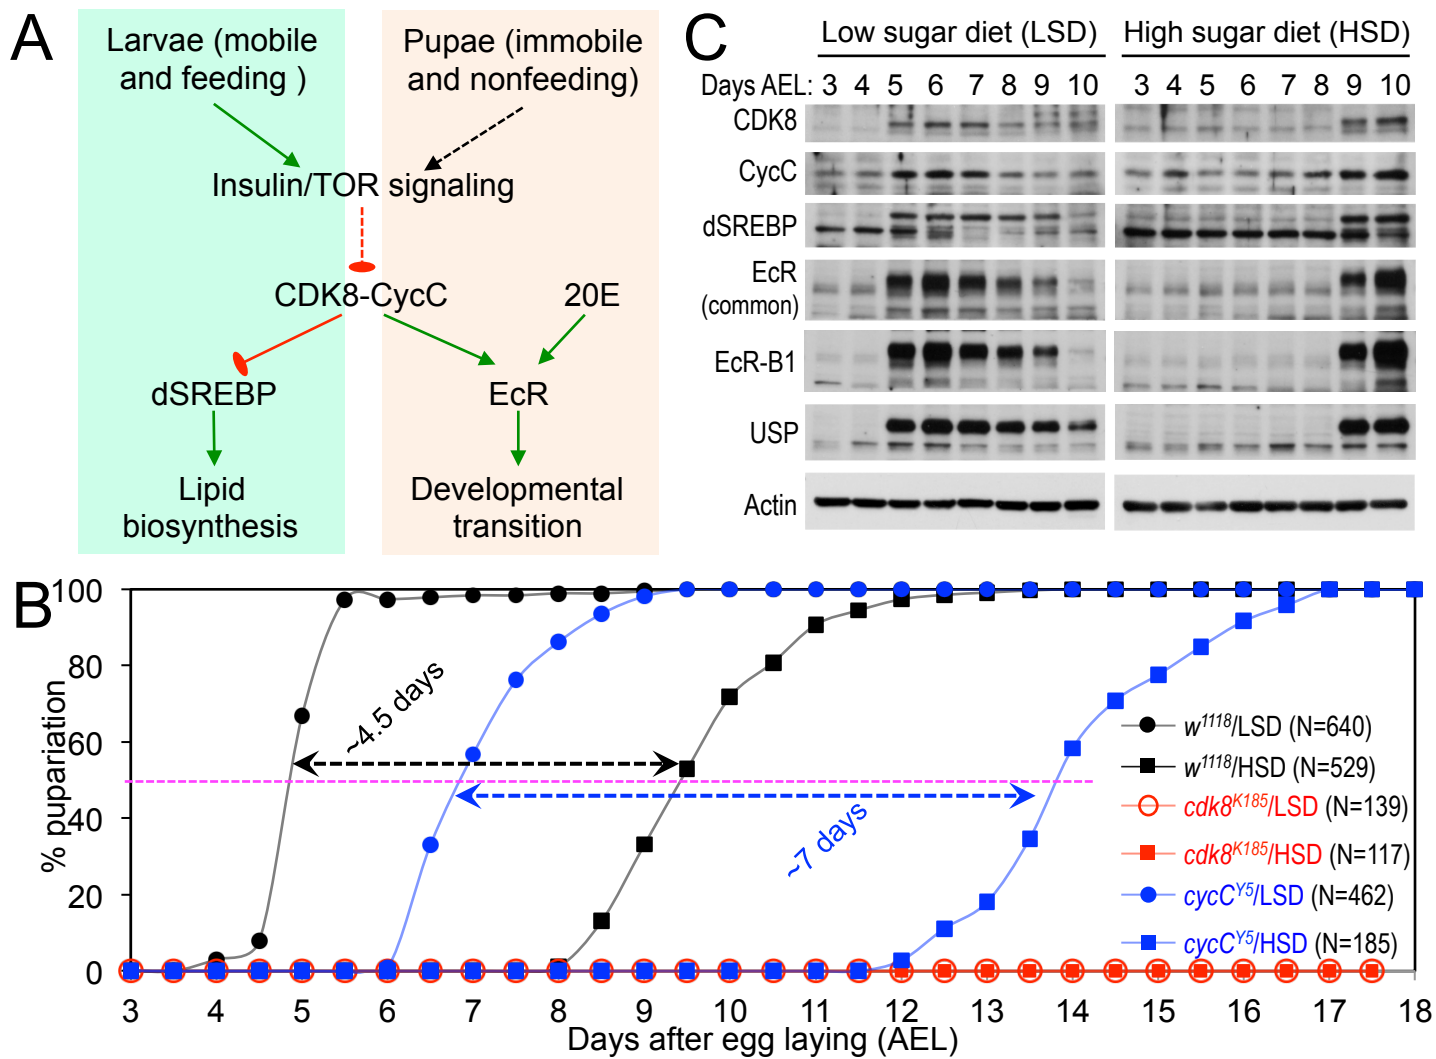 A
Larvae (mobile
and feeding )
Pupae (immobile
and nonfeeding)
Insulin/TOR signaling
CDK8-CycC
20E
dSREBP
EcR
Lipid
biosynthesis
Developmental
transition
C
Low sugar diet (LSD)
High sugar diet (HSD)
Days AEL: 3 4 5 6 7 8 9 10 3 4 5 6 7 8 9 10
CDK8
CycC
dSREBP
EcR
(common)
EcR-B1
USP
Actin
B
100
80
60
40
20
0
% pupariation
~4.5 days
~7 days
w1118/LSD (N=640)
w1118/HSD (N=529)
cdk8K185/LSD (N=139)
cdk8K185/HSD (N=117)
cycCY5/LSD (N=462)
cycCY5/HSD (N=185)
3 4 5 6 7 8 9 10 11 12 13 14 15 16 17 18
Days after egg laying (AEL)